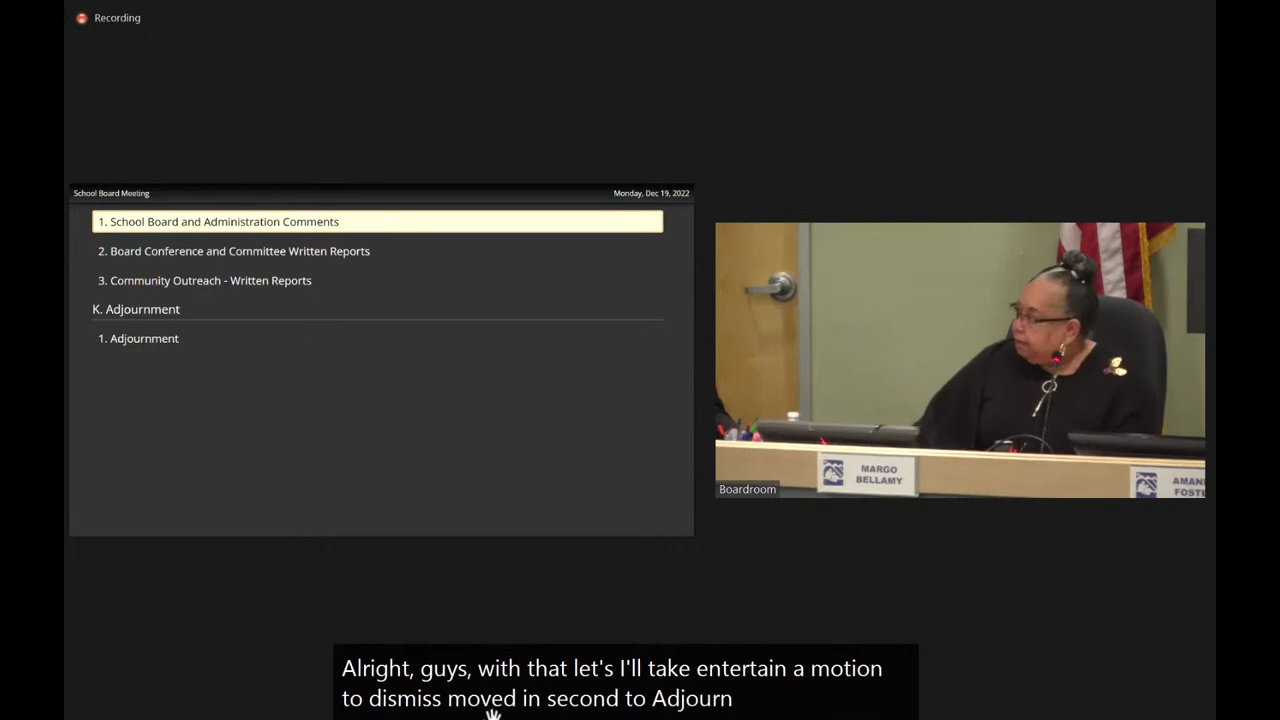 Recording
School Board Meeting
Monday, Dec 19, 2022
1. School Board and Administration Comments
2. Board Conference and Committee Written Reports
3. Community Outreach - Written Reports
K. Adjournment
1. Adjournment
MARGO
BELLAMY
Boardroom
Alright, guys, with that let's I'll take entertain a motion
to dismiss moved in second to Adjourn